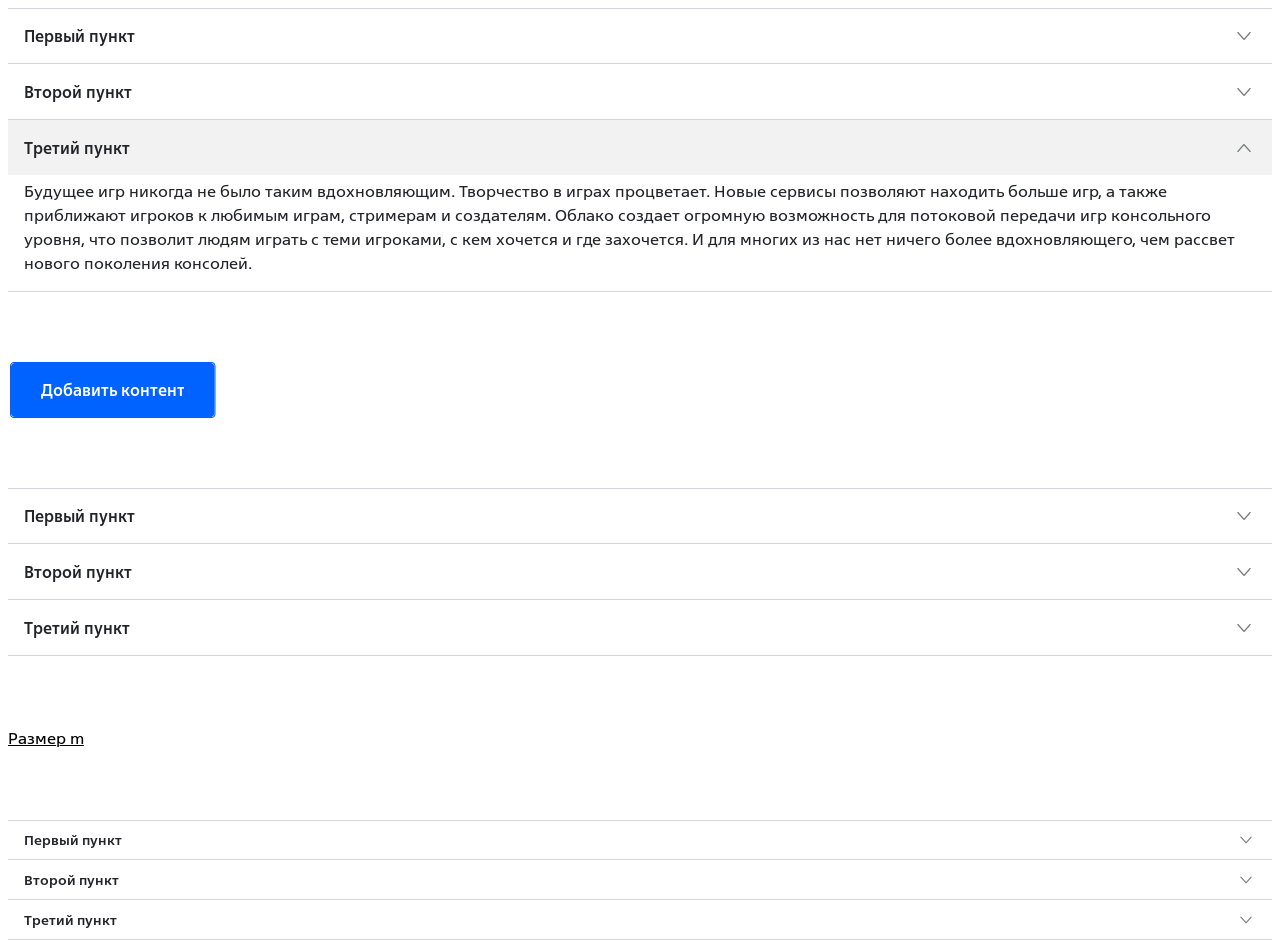 Первый пункт
Второй пункт
Третий пункт
Будущее игр никогда не было таким вдохновляющим. Творчество в играх процветает. Новые сервисы позволяют находить больше игр, а также
приближают игроков к любимым играм, стримерам и создателям. Облако создает огромную возможность для потоковой передачи игр консольного
уровня, что позволит людям играть с теми игроками, с кем хочется и где захочется. И для многих из нас нет ничего более вдохновляющего, чем рассвет
нового поколения консолей.
Добавить контент
Первый пункт
Второй пункт
Третий пункт
Размер m
Первый пункт
Второй пункт
Третий пункт